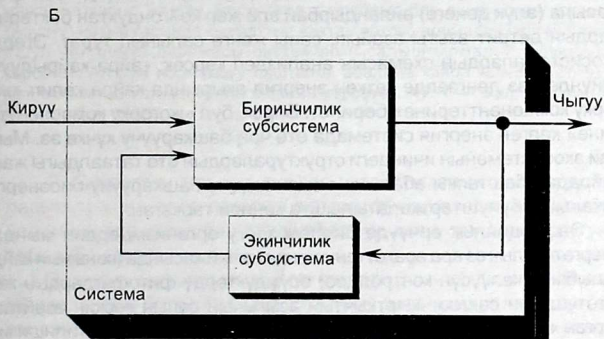 Б
Кирүү
Биринчилик
субсистема
Чыгуу
Экинчилик
субсистема
Система